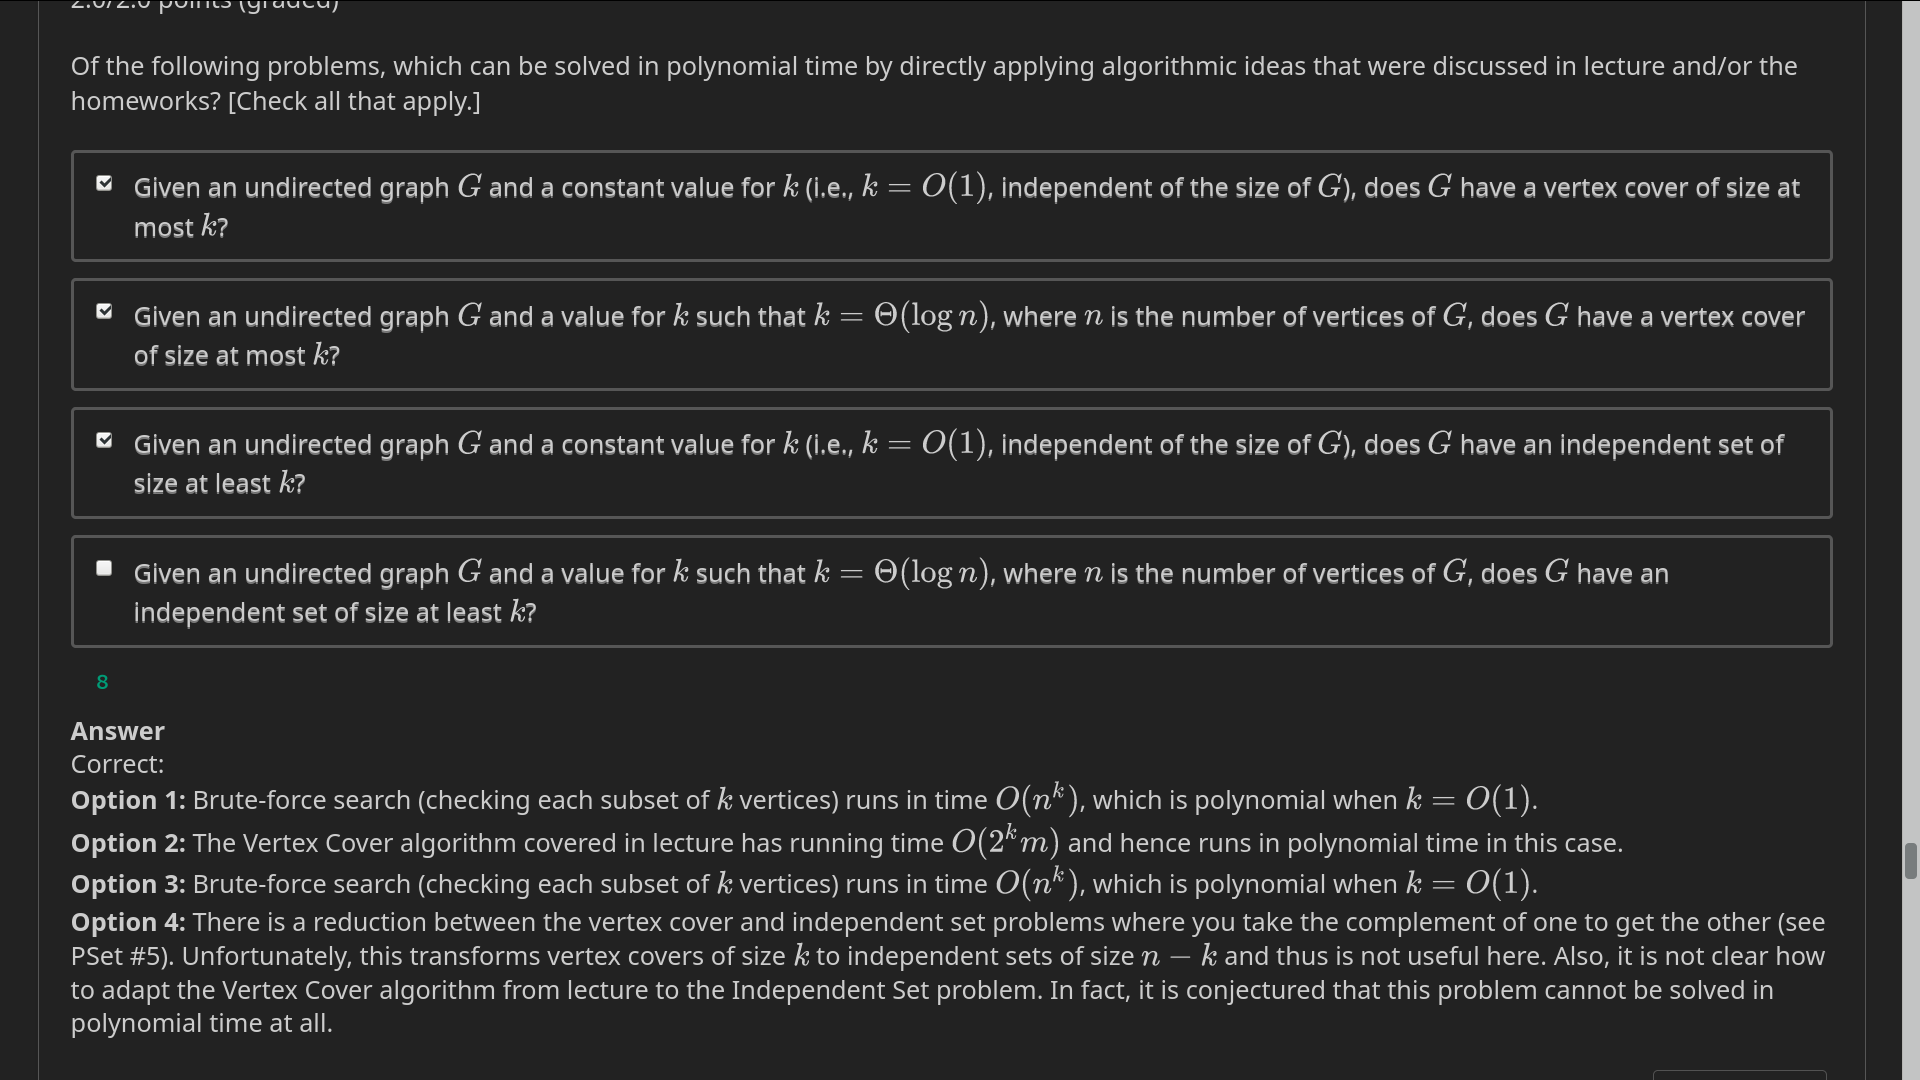 2.0/2.0 points (graded)
Of the following problems, which can be solved in polynomial time by directly applying algorithmic ideas that were discussed in lecture and/or the
homeworks? [Check all that apply.]
Given an undirected graph G and a constant value for k (i.e., k = O(1), independent of the size of G), does G have a vertex cover of size at
most k?
Given an undirected graph G and a value for k such that k = Θ(log n), where n is the number of vertices of G, does G have a vertex cover
of size at most k?
Given an undirected graph G and a constant value for k (i.e., k = O(1), independent of the size of G), does G have an independent set of
size at least k?
Given an undirected graph G and a value for k such that k = Θ(log n), where n is the number of vertices of G, does G have an
independent set of size at least k?
8
Answer
Correct:
Option 1: Brute-force search (checking each subset of k vertices) runs in time O(n^k), which is polynomial when k = O(1).
Option 2: The Vertex Cover algorithm covered in lecture has running time O(2^k m) and hence runs in polynomial time in this case.
Option 3: Brute-force search (checking each subset of k vertices) runs in time O(n^k), which is polynomial when k = O(1).
Option 4: There is a reduction between the vertex cover and independent set problems where you take the complement of one to get the other (see
PSet #5). Unfortunately, this transforms vertex covers of size k to independent sets of size n − k and thus is not useful here. Also, it is not clear how
to adapt the Vertex Cover algorithm from lecture to the Independent Set problem. In fact, it is conjectured that this problem cannot be solved in
polynomial time at all.